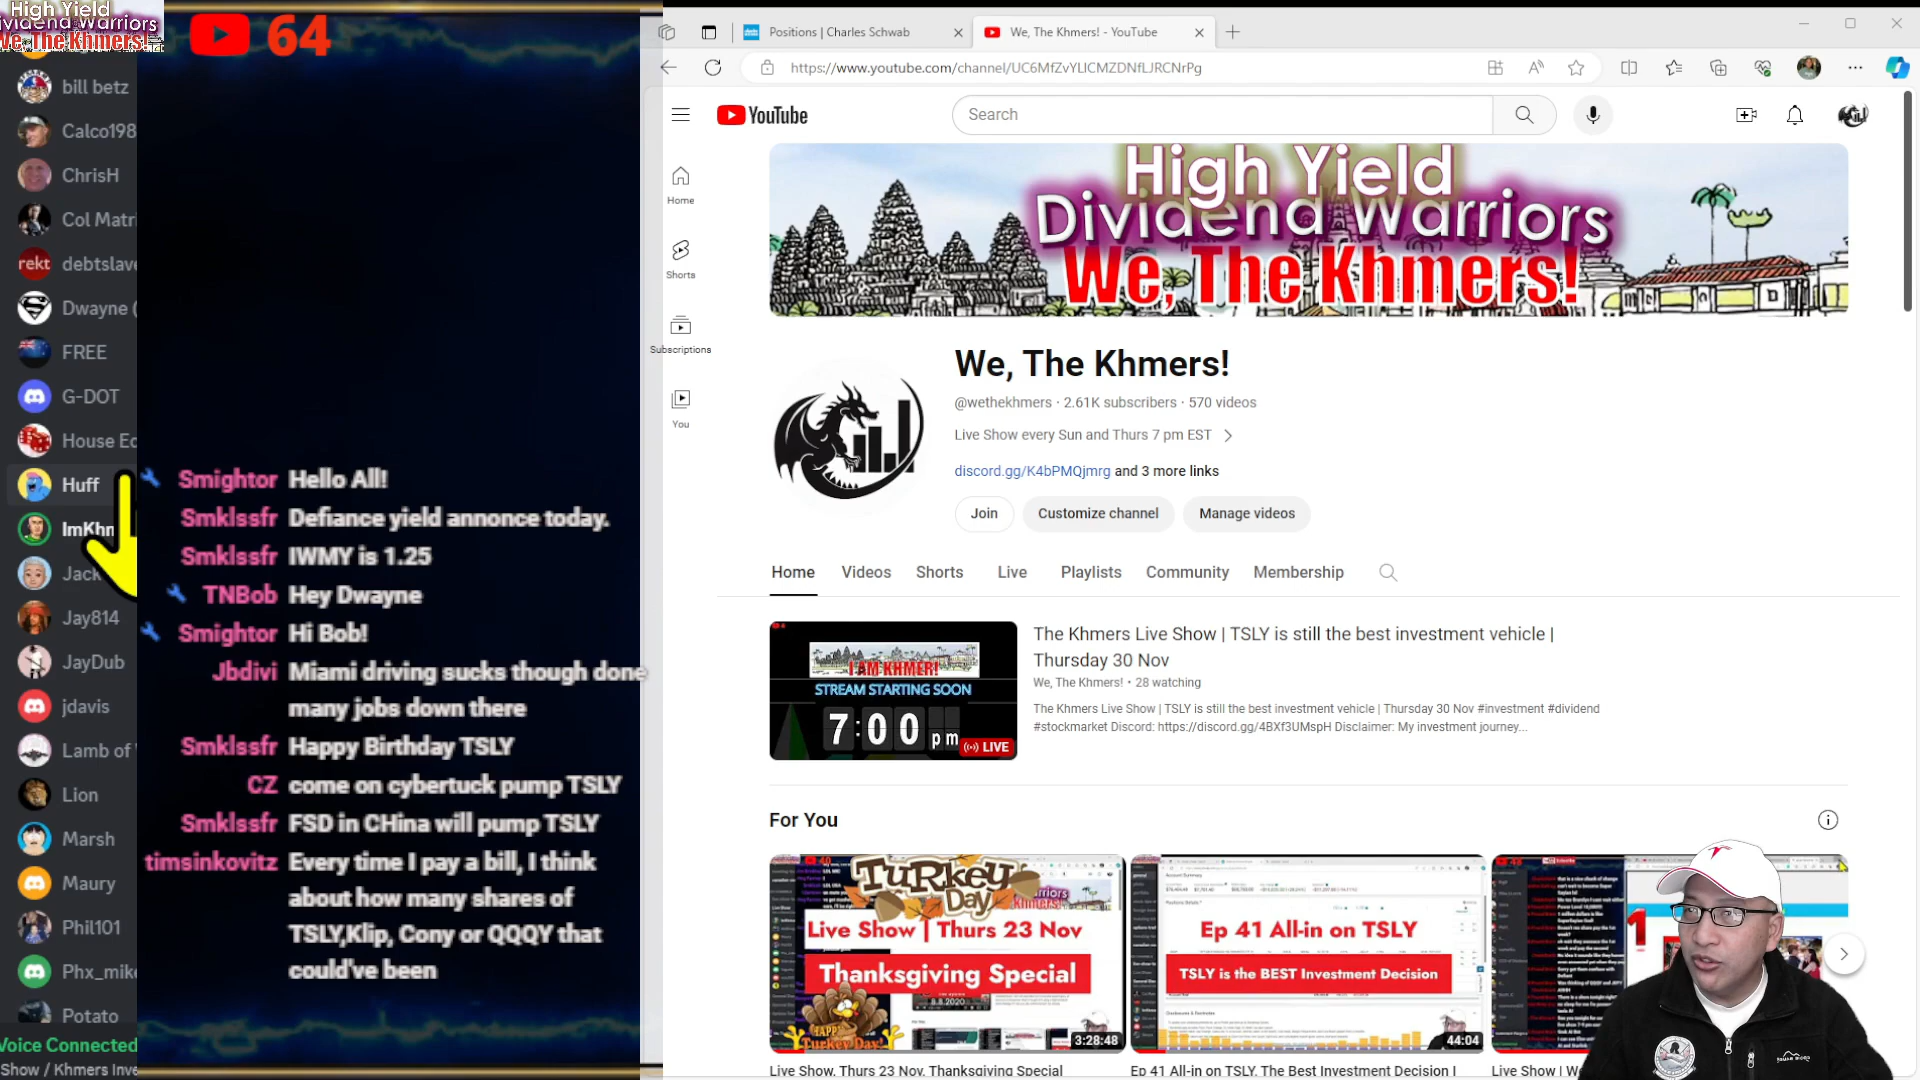 High Yield
Dividend Warriors
We, The Khmers!
64
bill betz
Calco198
ChrisH
Col Matri
rekt debtslave
Dwayne (
FREE
G-DOT
House Ed
Huff
ImKhm
Jack
Jay814
JayDub
jdavis
Lamb of
Lion
Marsh
Maury
Phil101
Phx_mike
Potato
Voice Connected
Show / Khmers Inve
Smightor Hello All!
Smklssfr Defiance yield annonce today.
Smklssfr IWMY is 1.25
TNBob Hey Dwayne
Smightor Hi Bob!
Jbdivi Miami driving sucks though done
many jobs down there
Smklssfr Happy Birthday TSLY
CZ come on cybertuck pump TSLY
Smklssfr FSD in CHina will pump TSLY
timsinkovitz Every time I pay a bill, I think
about how many shares of
TSLY,Klip, Cony or QQQY that
could've been
Positions | Charles Schwab
We, The Khmers! - YouTube
https://www.youtube.com/channel/UC6MfZvYLICMZDNfLJRCNrPg
YouTube
Search
Home
Shorts
Subscriptions
You
High Yield
Dividend Warriors
We, The Khmers!
We, The Khmers!
@wethekhmers · 2.61K subscribers · 570 videos
Live Show every Sun and Thurs 7 pm EST
discord.gg/K4bPMQjmrg and 3 more links
Join Customize channel Manage videos
Home Videos Shorts Live Playlists Community Membership
I AM KHMER!
STREAM STARTING SOON
7:00 pm
LIVE
The Khmers Live Show | TSLY is still the best investment vehicle |
Thursday 30 Nov
We, The Khmers! • 28 watching
The Khmers Live Show | TSLY is still the best investment vehicle | Thursday 30 Nov #investment #dividend
#stockmarket Discord: https://discord.gg/4BXf3UMspH Disclaimer: My investment journey...
For You
Turkey
Day
Live Show | Thurs 23 Nov
Thanksgiving Special
8.8.2020
Happy
Turkey Day!
3:28:48
Ep 41 All-in on TSLY
TSLY is the BEST Investment Decision
44:04
1
Live Show, Thurs 23 Nov, Thanksgiving Special
Ep 41 All-in on TSLY, The Best Investment Decision |
Live Show | We